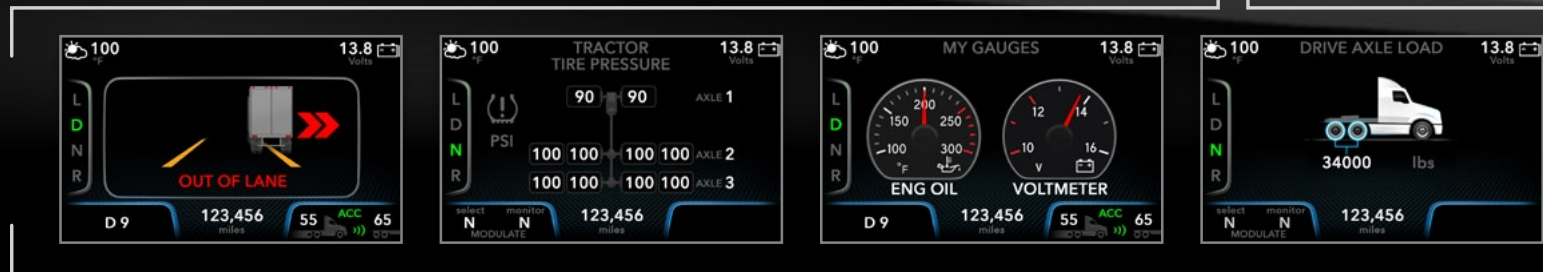 100
°F
13.8
Volts
L
D
N
R
OUT OF LANE
D 9
123,456
miles
55
ACC
65
100
°F
TRACTOR
TIRE PRESSURE
13.8
Volts
L
D
N
R
PSI
90 90 AXLE 1
100 100 100 100 AXLE 2
100 100 100 100 AXLE 3
select monitor
N N
MODULATE
123,456
miles
100
°F
MY GAUGES
13.8
Volts
L
D
N
R
100 150 200 250 300
°F
ENG OIL
10 12 14 16
V
VOLTMETER
D 9
123,456
miles
55
ACC
65
100
°F
DRIVE AXLE LOAD
13.8
Volts
L
D
N
R
34000 lbs
select monitor
N N
MODULATE
123,456
miles